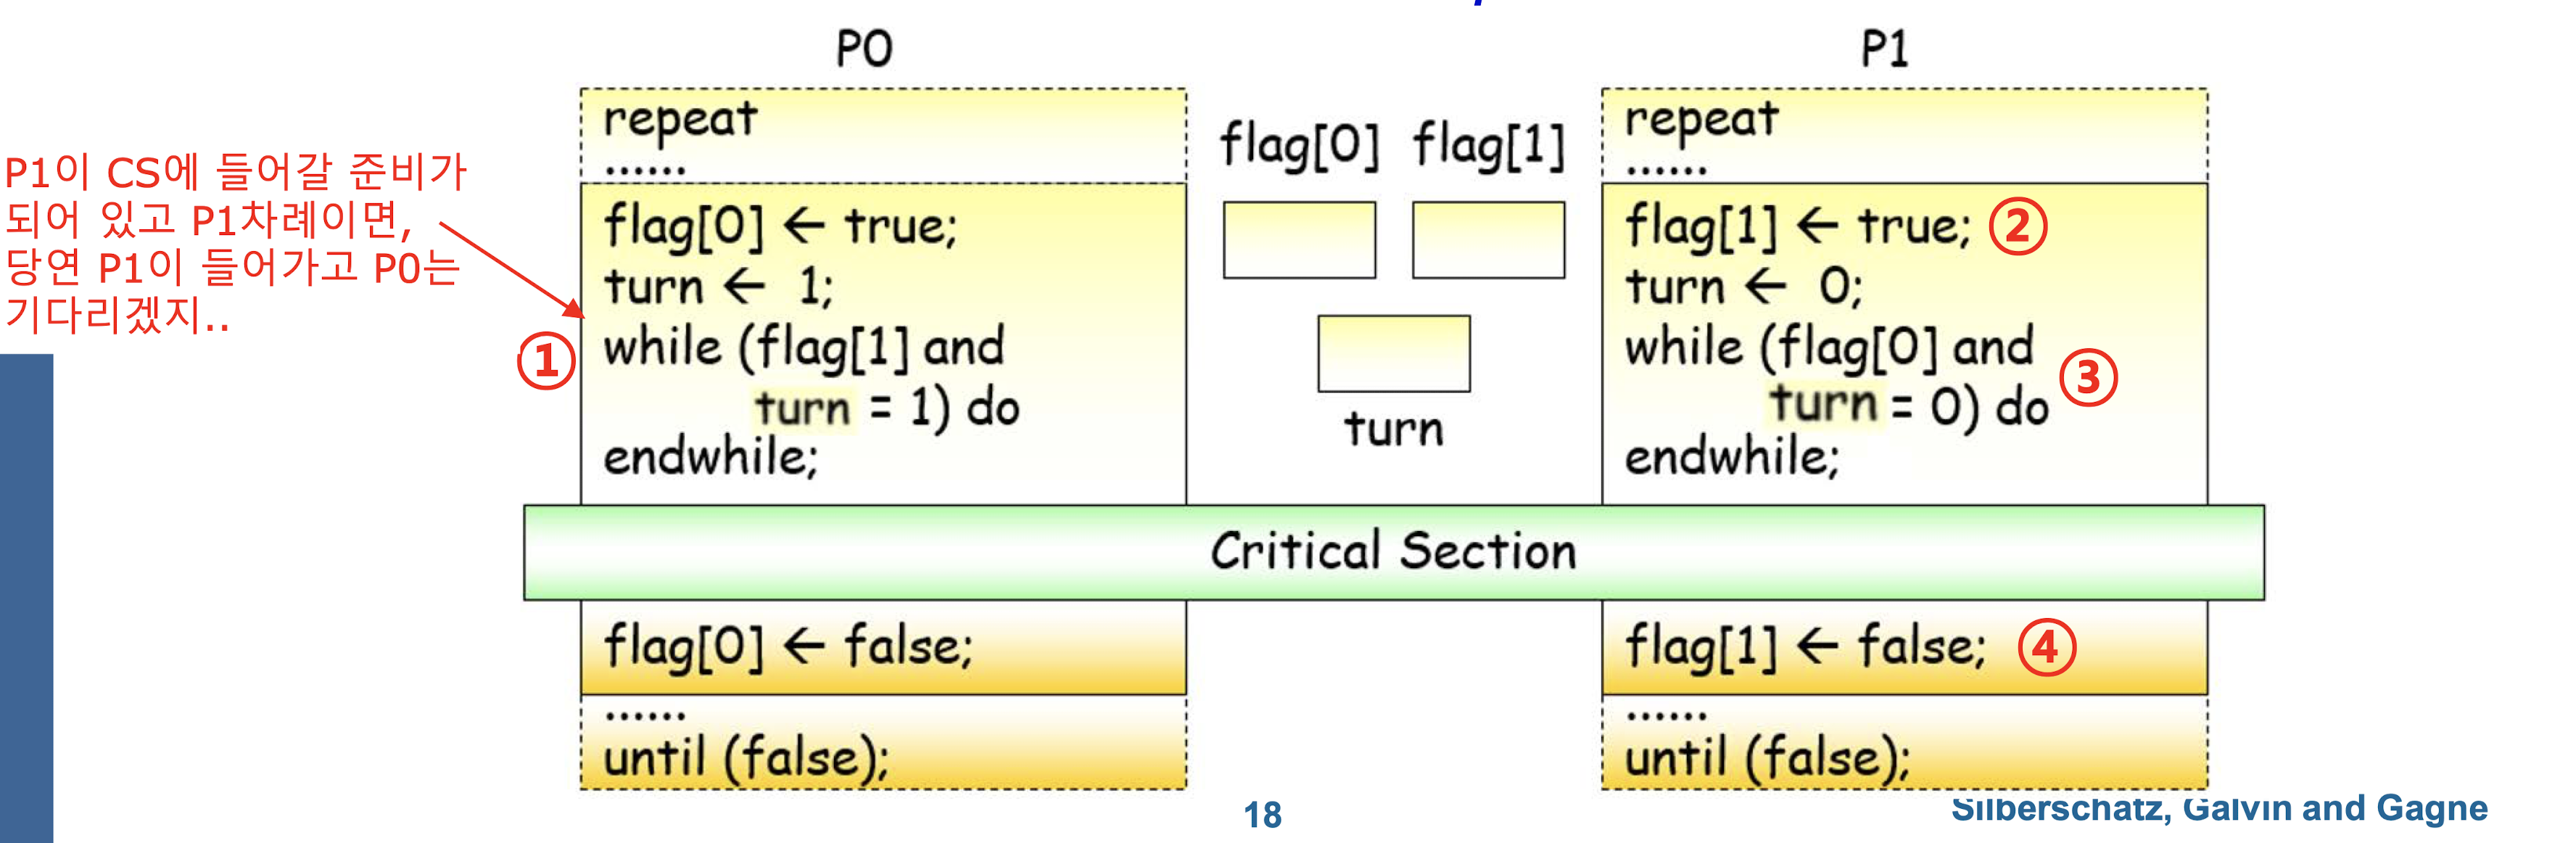 P0
P1
P1이 CS에 들어갈 준비가
되어 있고 P1차례이면,
당연 P1이 들어가고 P0는
기다리겠지..
①
repeat
......
flag[0] ← true;
turn ← 1;
while (flag[1] and
turn = 1) do
endwhile;
flag[0] flag[1]
turn
repeat
......
flag[1] ← true; ②
turn ← 0;
while (flag[0] and
turn = 0) do ③
endwhile;
Critical Section
flag[0] ← false;
......
until (false);
flag[1] ← false; ④
......
until (false);
18
Silberschatz, Galvin and Gagne